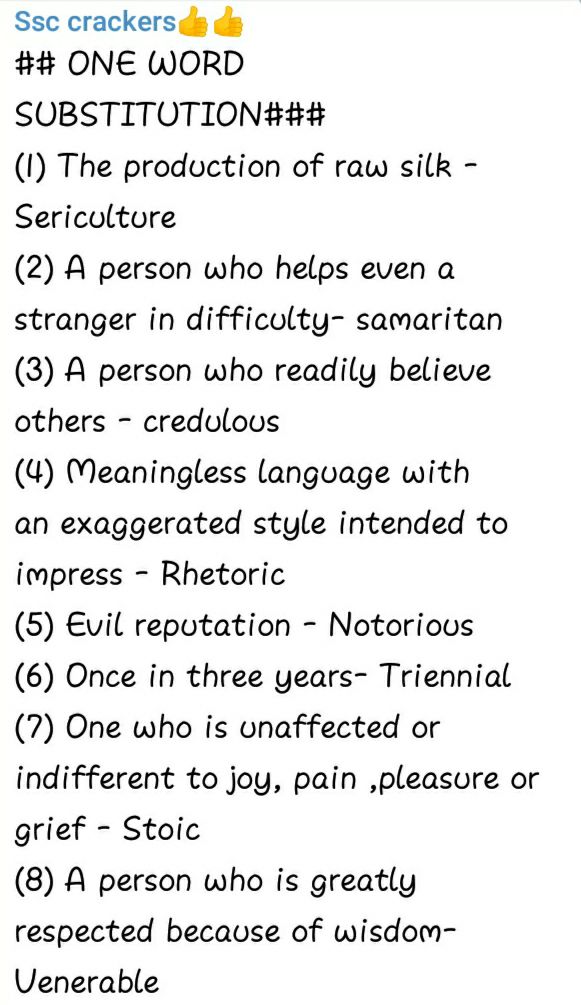 Ssc crackers👍👍
## ONE WORD
SUBSTITUTION###
(1) The production of raw silk -
Sericulture
(2) A person who helps even a
stranger in difficulty- samaritan
(3) A person who readily believe
others - credulous
(4) Meaningless language with
an exaggerated style intended to
impress - Rhetoric
(5) Evil reputation - Notorious
(6) Once in three years- Triennial
(7) One who is unaffected or
indifferent to joy, pain ,pleasure or
grief - Stoic
(8) A person who is greatly
respected because of wisdom-
Venerable